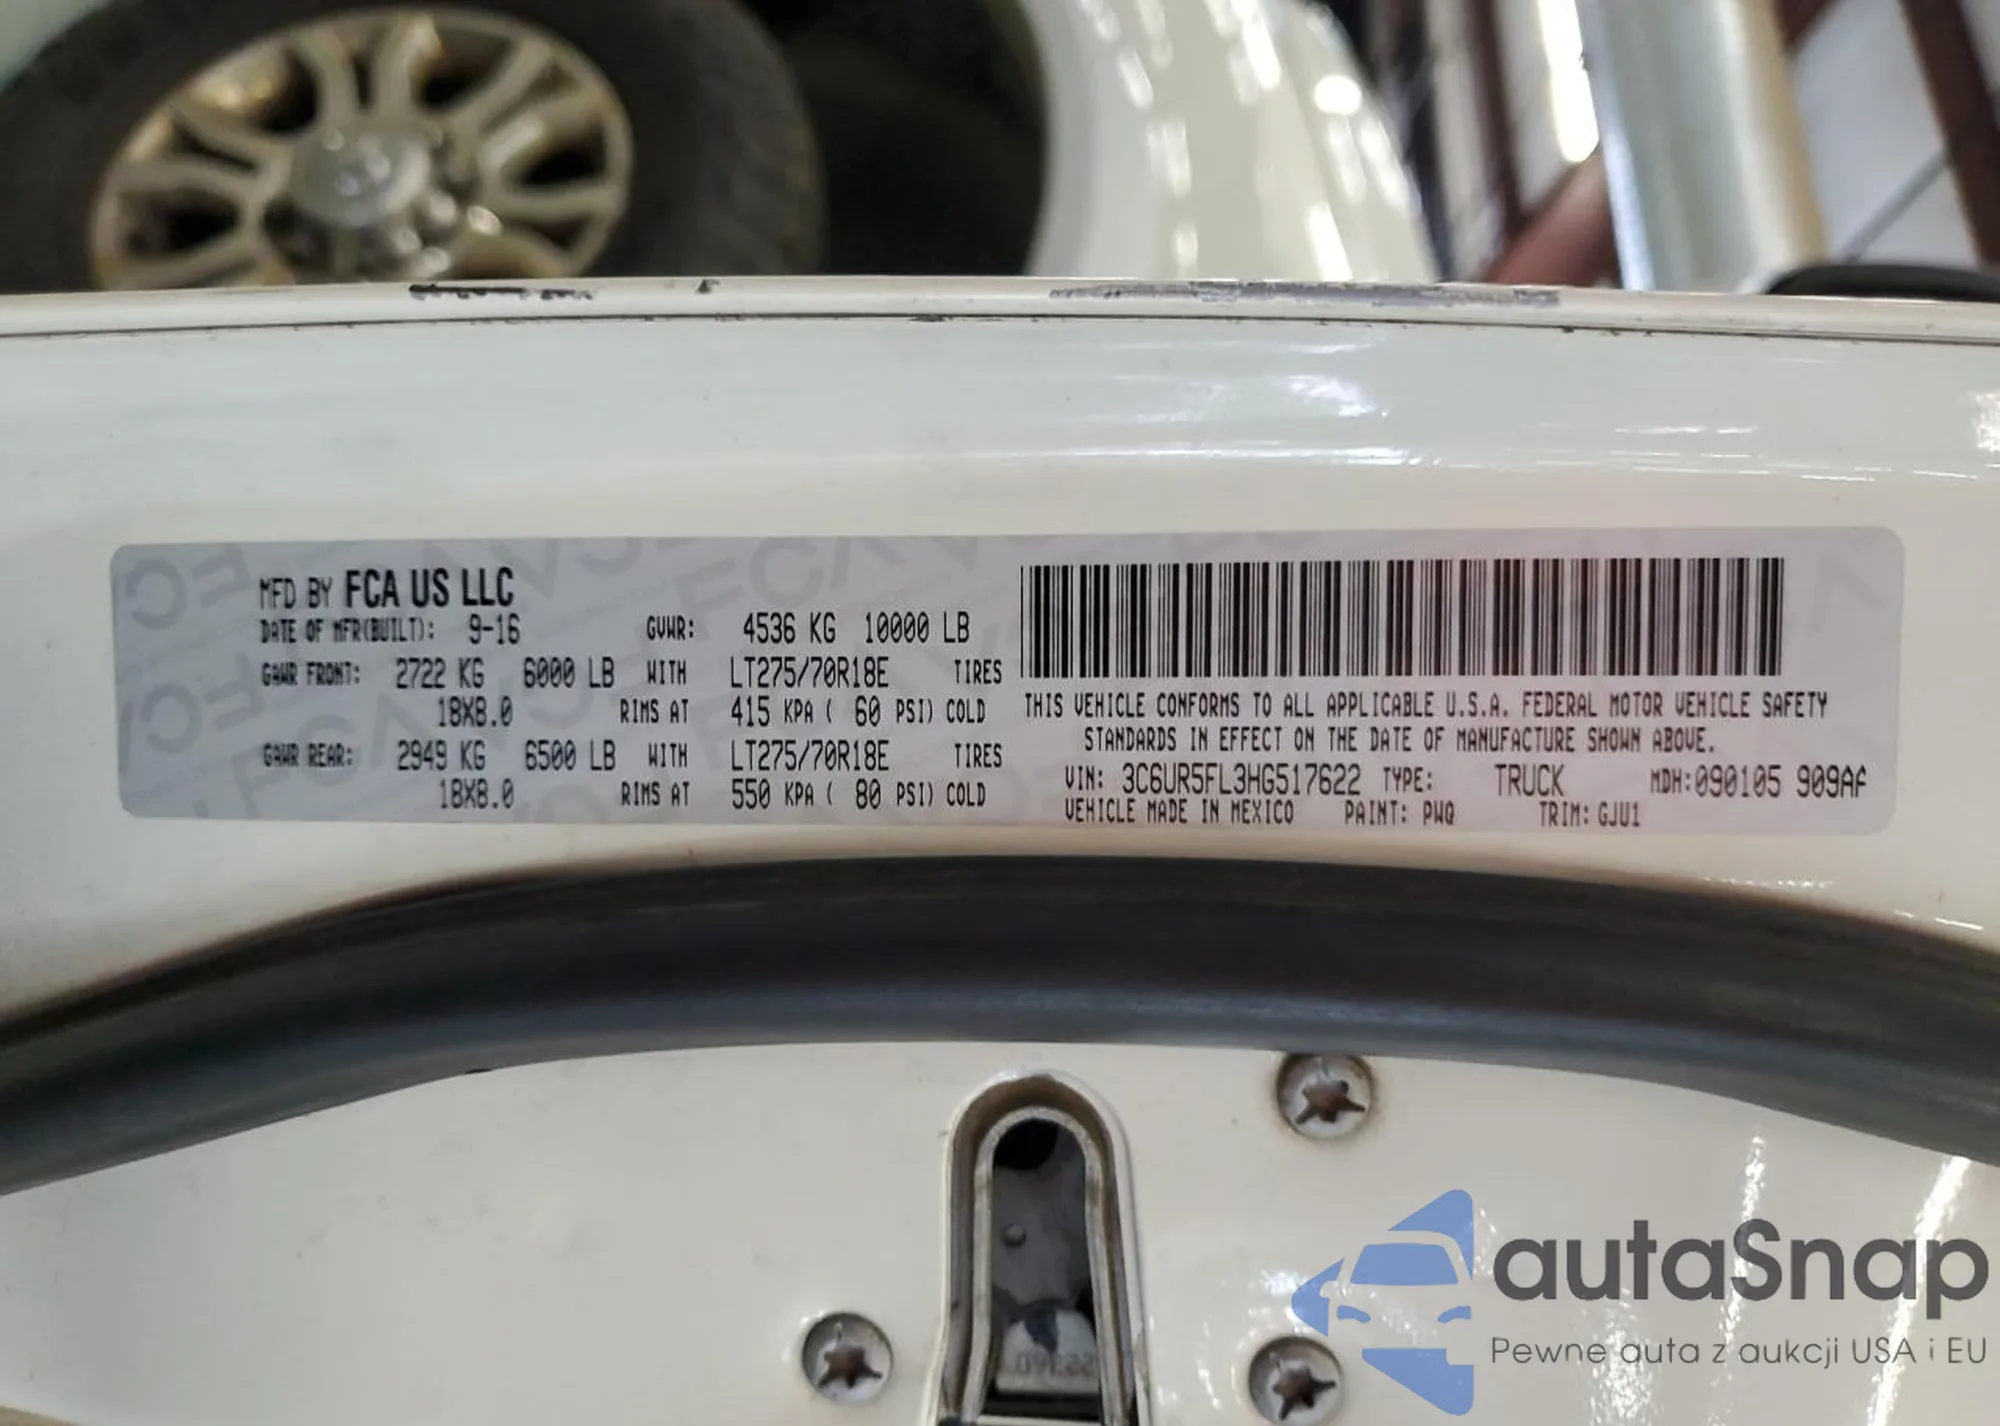 MFD BY FCA US LLC
DATE OF MFR(BUILT): 9-16 GVWR: 4536 KG 10000 LB
GAWR FRONT: 2722 KG 6000 LB WITH LT275/70R18E TIRES
18X8.0 RIMS AT 415 KPA ( 60 PSI) COLD
GAWR REAR: 2949 KG 6500 LB WITH LT275/70R18E TIRES
18X8.0 RIMS AT 550 KPA ( 80 PSI) COLD
THIS VEHICLE CONFORMS TO ALL APPLICABLE U.S.A. FEDERAL MOTOR VEHICLE SAFETY
STANDARDS IN EFFECT ON THE DATE OF MANUFACTURE SHOWN ABOVE.
VIN: 3C6UR5FL3HG517622 TYPE: TRUCK MDH:090105 909AF
VEHICLE MADE IN MEXICO PAINT: PWQ TRIM: GJU1
autaSnap
Pewne auta z aukcji USA i EU